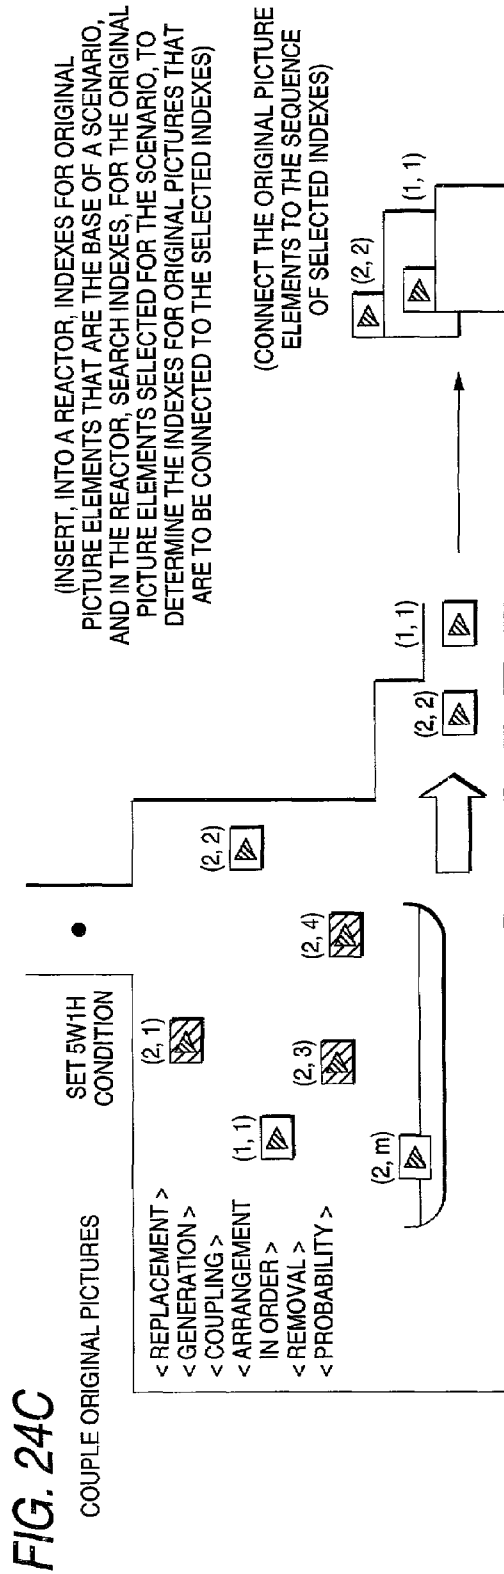 FIG. 24C
COUPLE ORIGINAL PICTURES
SET 5W1H
CONDITION
< REPLACEMENT >
< GENERATION >
< COUPLING >
< ARRANGEMENT
IN ORDER >
< REMOVAL >
< PROBABILITY >
(2, 1)
(1, 1)
(2, 2)
(2, 3)
(2, 4)
(2, m)
(2, 2)
(1, 1)
(INSERT, INTO A REACTOR, INDEXES FOR ORIGINAL
PICTURE ELEMENTS THAT ARE THE BASE OF A SCENARIO,
AND IN THE REACTOR, SEARCH INDEXES, FOR THE ORIGINAL
PICTURE ELEMENTS SELECTED FOR THE SCENARIO, TO
DETERMINE THE INDEXES FOR ORIGINAL PICTURES THAT
ARE TO BE CONNECTED TO THE SELECTED INDEXES)
(CONNECT THE ORIGINAL PICTURE
ELEMENTS TO THE SEQUENCE
OF SELECTED INDEXES)
(2, 2)
(1, 1)